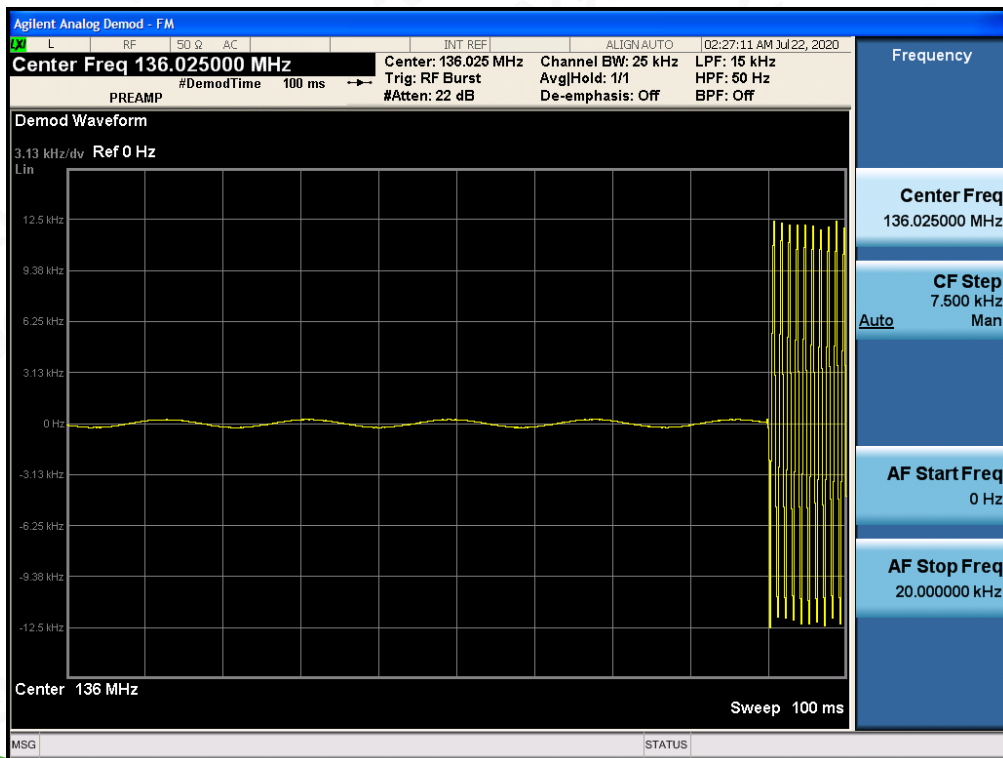 Agilent Analog Demod - FM
LXI L RF 50 Ω AC INT REF ALIGN AUTO 02:27:11 AM Jul 22, 2020
Center Freq 136.025000 MHz
#DemodTime 100 ms
PREAMP
Center: 136.025 MHz
Trig: RF Burst
#Atten: 22 dB
Channel BW: 25 kHz
Avg|Hold: 1/1
De-emphasis: Off
LPF: 15 kHz
HPF: 50 Hz
BPF: Off
Demod Waveform
3.13 kHz/dv Ref 0 Hz
Lin
12.5 kHz
9.38 kHz
6.25 kHz
3.13 kHz
0 Hz
-3.13 kHz
-6.25 kHz
-9.38 kHz
-12.5 kHz
Center 136 MHz
Sweep 100 ms
MSG STATUS
Frequency
Center Freq
136.025000 MHz
CF Step
7.500 kHz
Auto Man
AF Start Freq
0 Hz
AF Stop Freq
20.000000 kHz